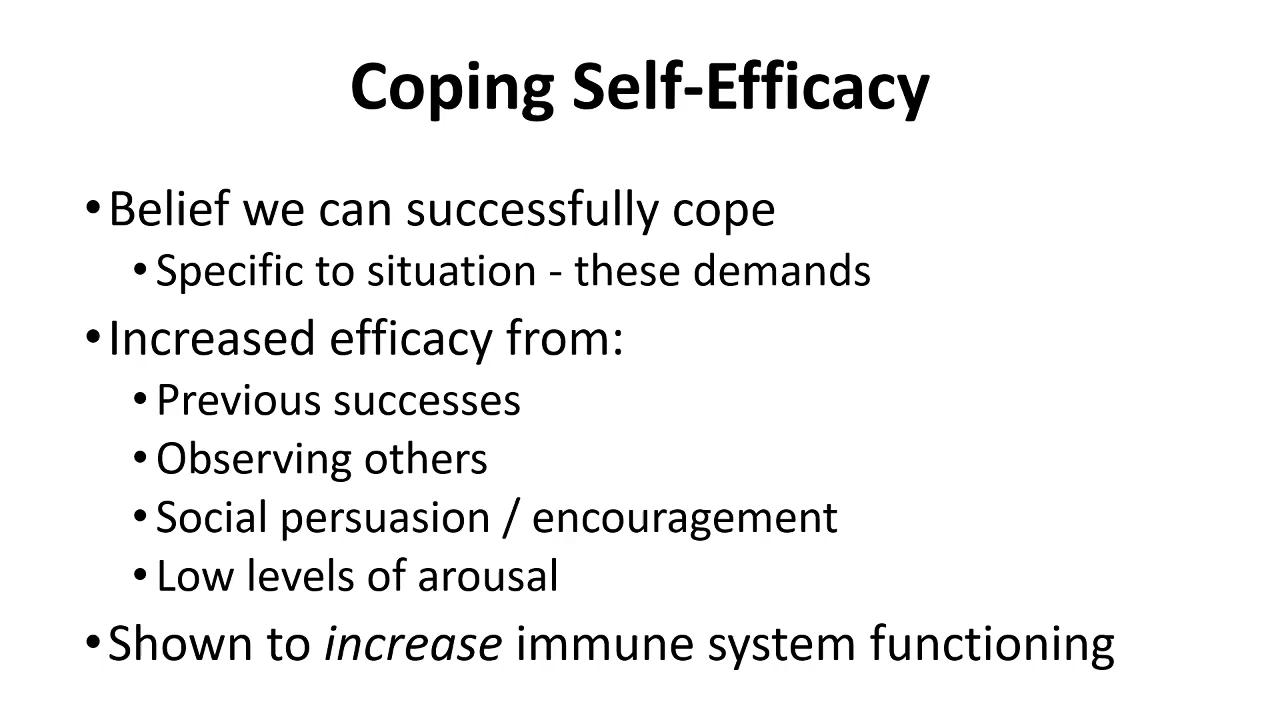 Coping Self-Efficacy
•Belief we can successfully cope
•Specific to situation - these demands
•Increased efficacy from:
•Previous successes
•Observing others
•Social persuasion / encouragement
•Low levels of arousal
•Shown to increase immune system functioning